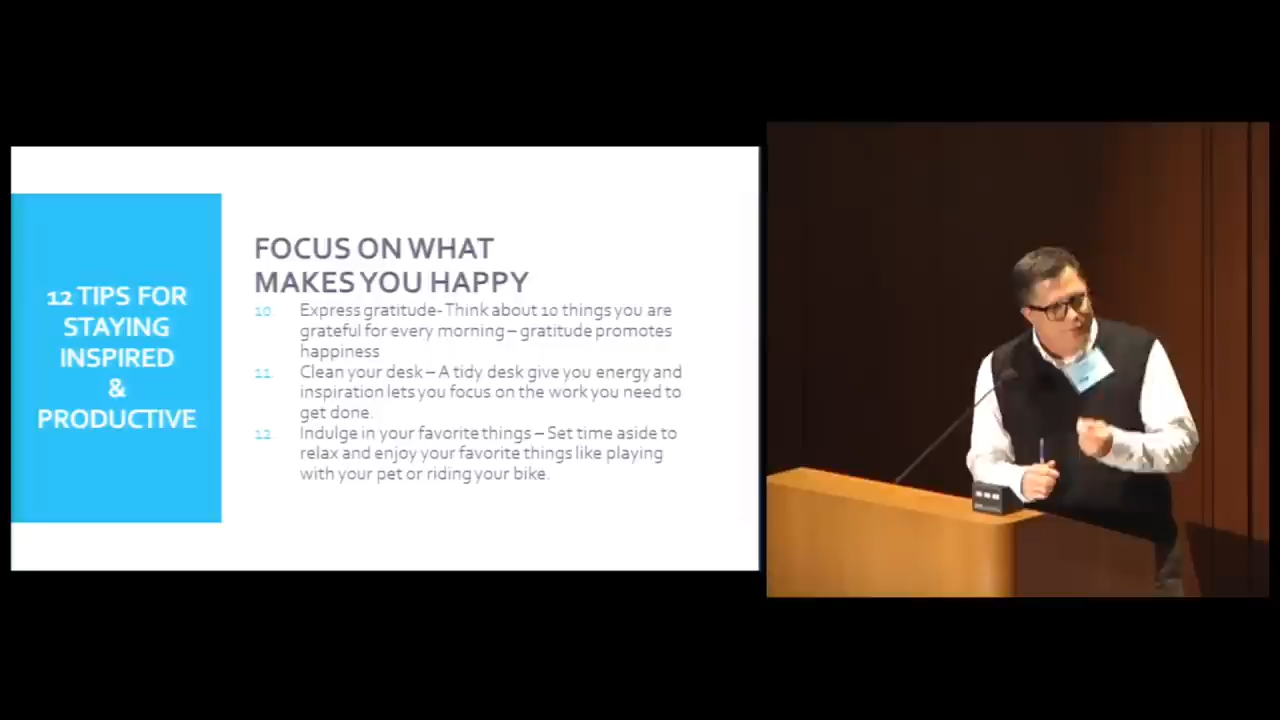 12 TIPS FOR
STAYING
INSPIRED
&
PRODUCTIVE
FOCUS ON WHAT
MAKES YOU HAPPY
10. Express gratitude- Think about 10 things you are
grateful for every morning – gratitude promotes
happiness
11. Clean your desk – A tidy desk give you energy and
inspiration lets you focus on the work you need to
get done.
12. Indulge in your favorite things – Set time aside to
relax and enjoy your favorite things like playing
with your pet or riding your bike.